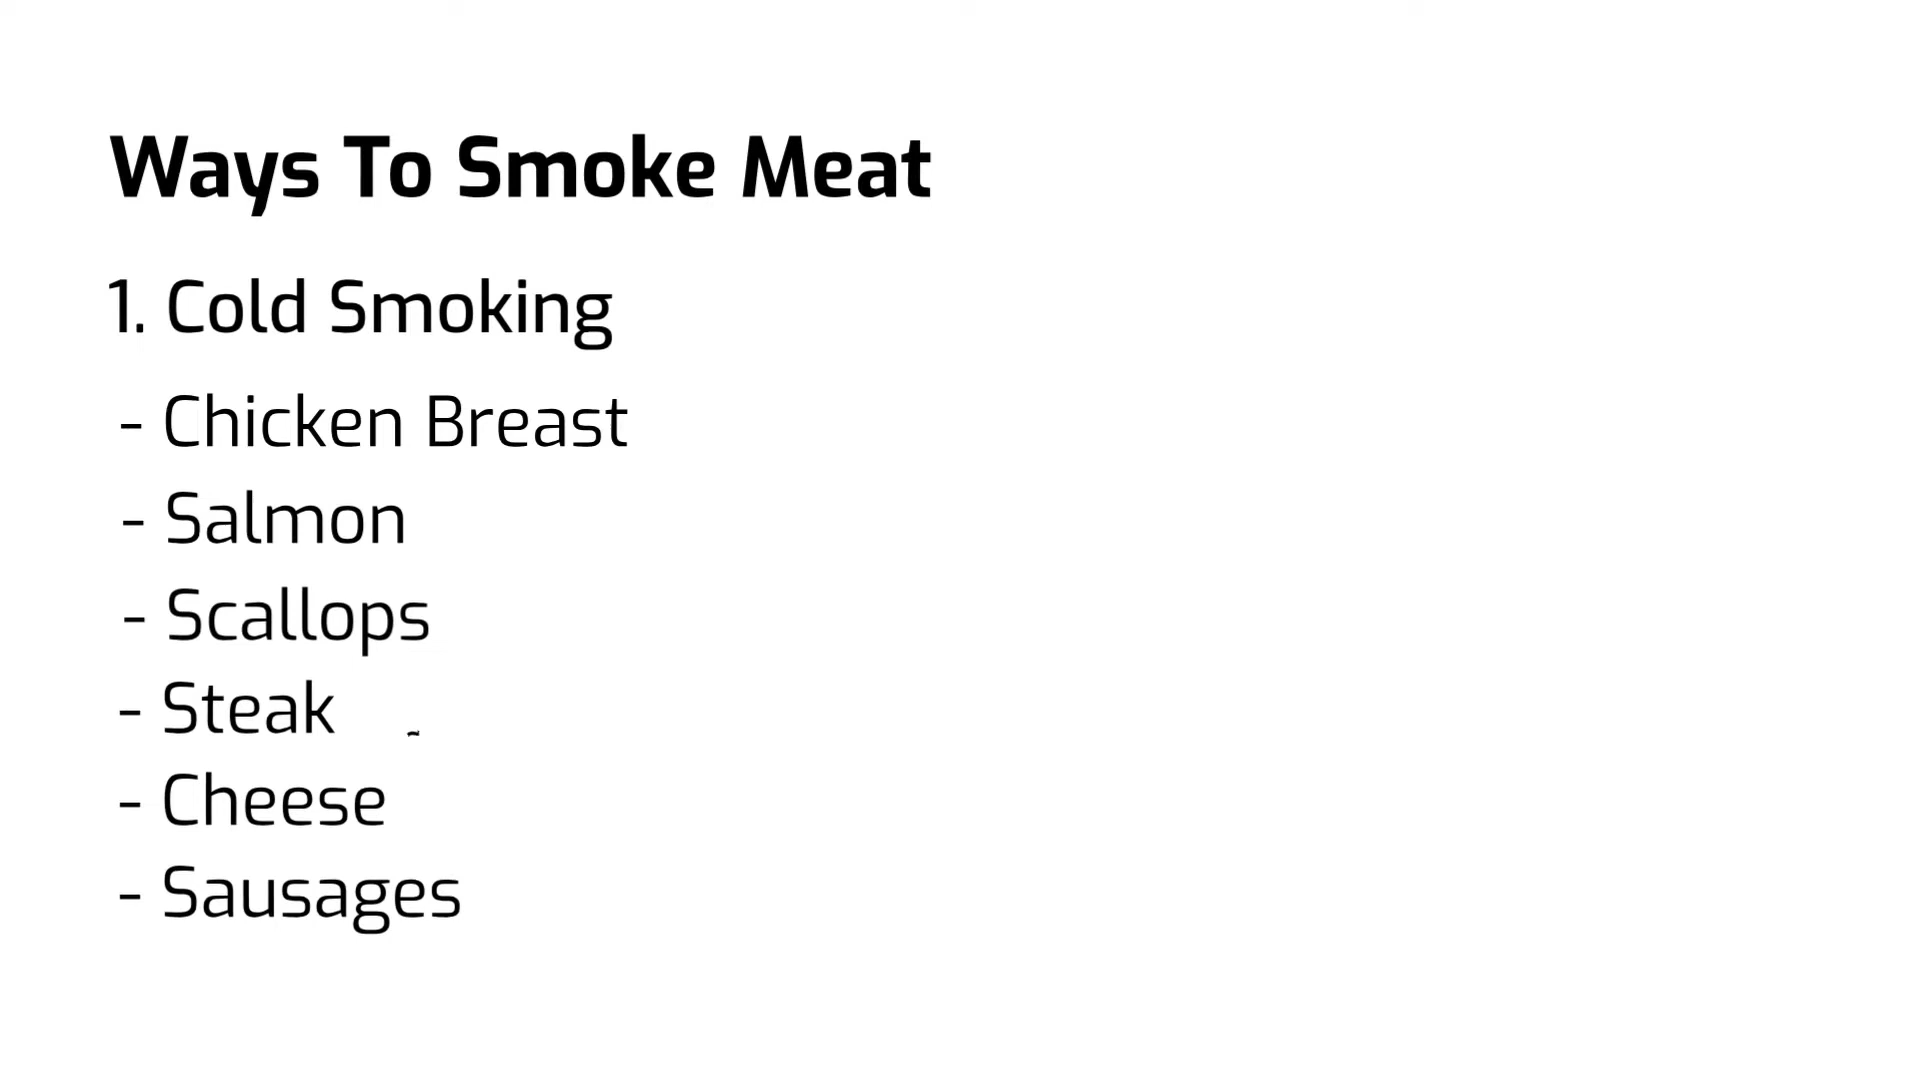 Ways To Smoke Meat
1. Cold Smoking
- Chicken Breast
- Salmon
- Scallops
- Steak
- Cheese
- Sausages